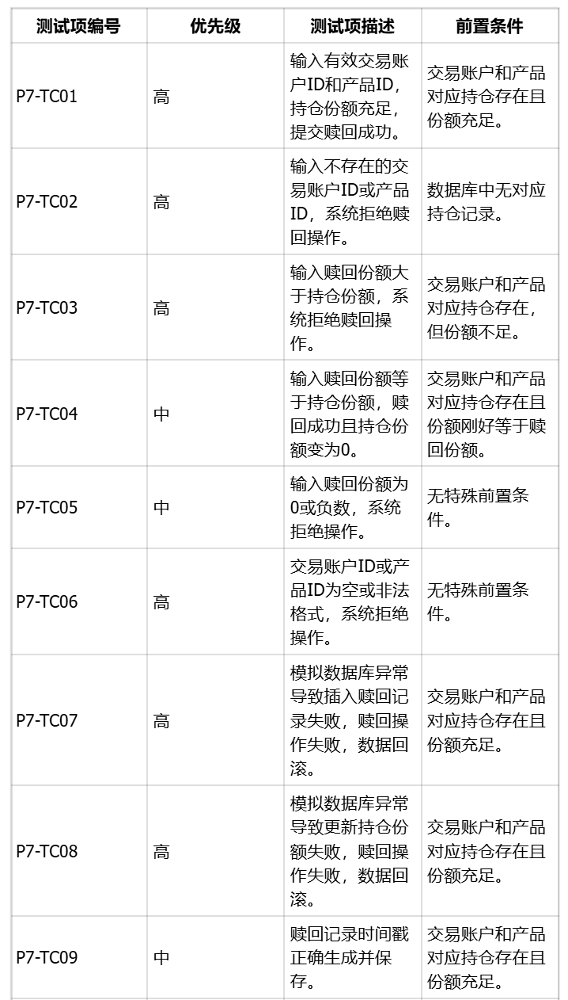 测试项编号 优先级 测试项描述 前置条件
P7-TC01 高 输入有效交易账
户ID和产品ID，
持仓份额充足，
提交赎回成功。 交易账户和产品
对应持仓存在且
份额充足。
P7-TC02 高 输入不存在的交
易账户ID或产品
ID，系统拒绝赎
回操作。 数据库中无对应
持仓记录。
P7-TC03 高 输入赎回份额大
于持仓份额，系
统拒绝赎回操
作。 交易账户和产品
对应持仓存在，
但份额不足。
P7-TC04 中 输入赎回份额等
于持仓份额，赎
回成功且持仓份
额变为0。 交易账户和产品
对应持仓存在且
份额刚好等于赎
回份额。
P7-TC05 中 输入赎回份额为
0或负数，系统
拒绝操作。 无特殊前置条
件。
P7-TC06 高 交易账户ID或产
品ID为空或非法
格式，系统拒绝
操作。 无特殊前置条
件。
P7-TC07 高 模拟数据库异常
导致插入赎回记
录失败，赎回操
作失败，数据回
滚。 交易账户和产品
对应持仓存在且
份额充足。
P7-TC08 高 模拟数据库异常
导致更新持仓份
额失败，赎回操
作失败，数据回
滚。 交易账户和产品
对应持仓存在且
份额充足。
P7-TC09 中 赎回记录时间戳
正确生成并保
存。 交易账户和产品
对应持仓存在且
份额充足。